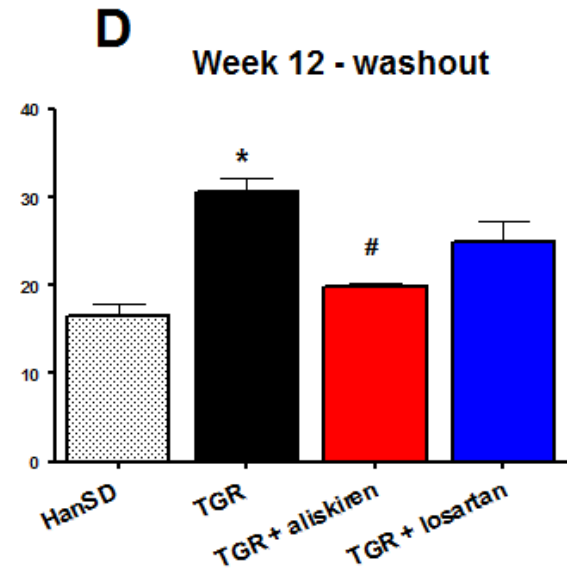 D
Week 12 - washout
40
*
30
#
20
10
0
HanSD
TGR
TGR + aliskiren
TGR + losartan